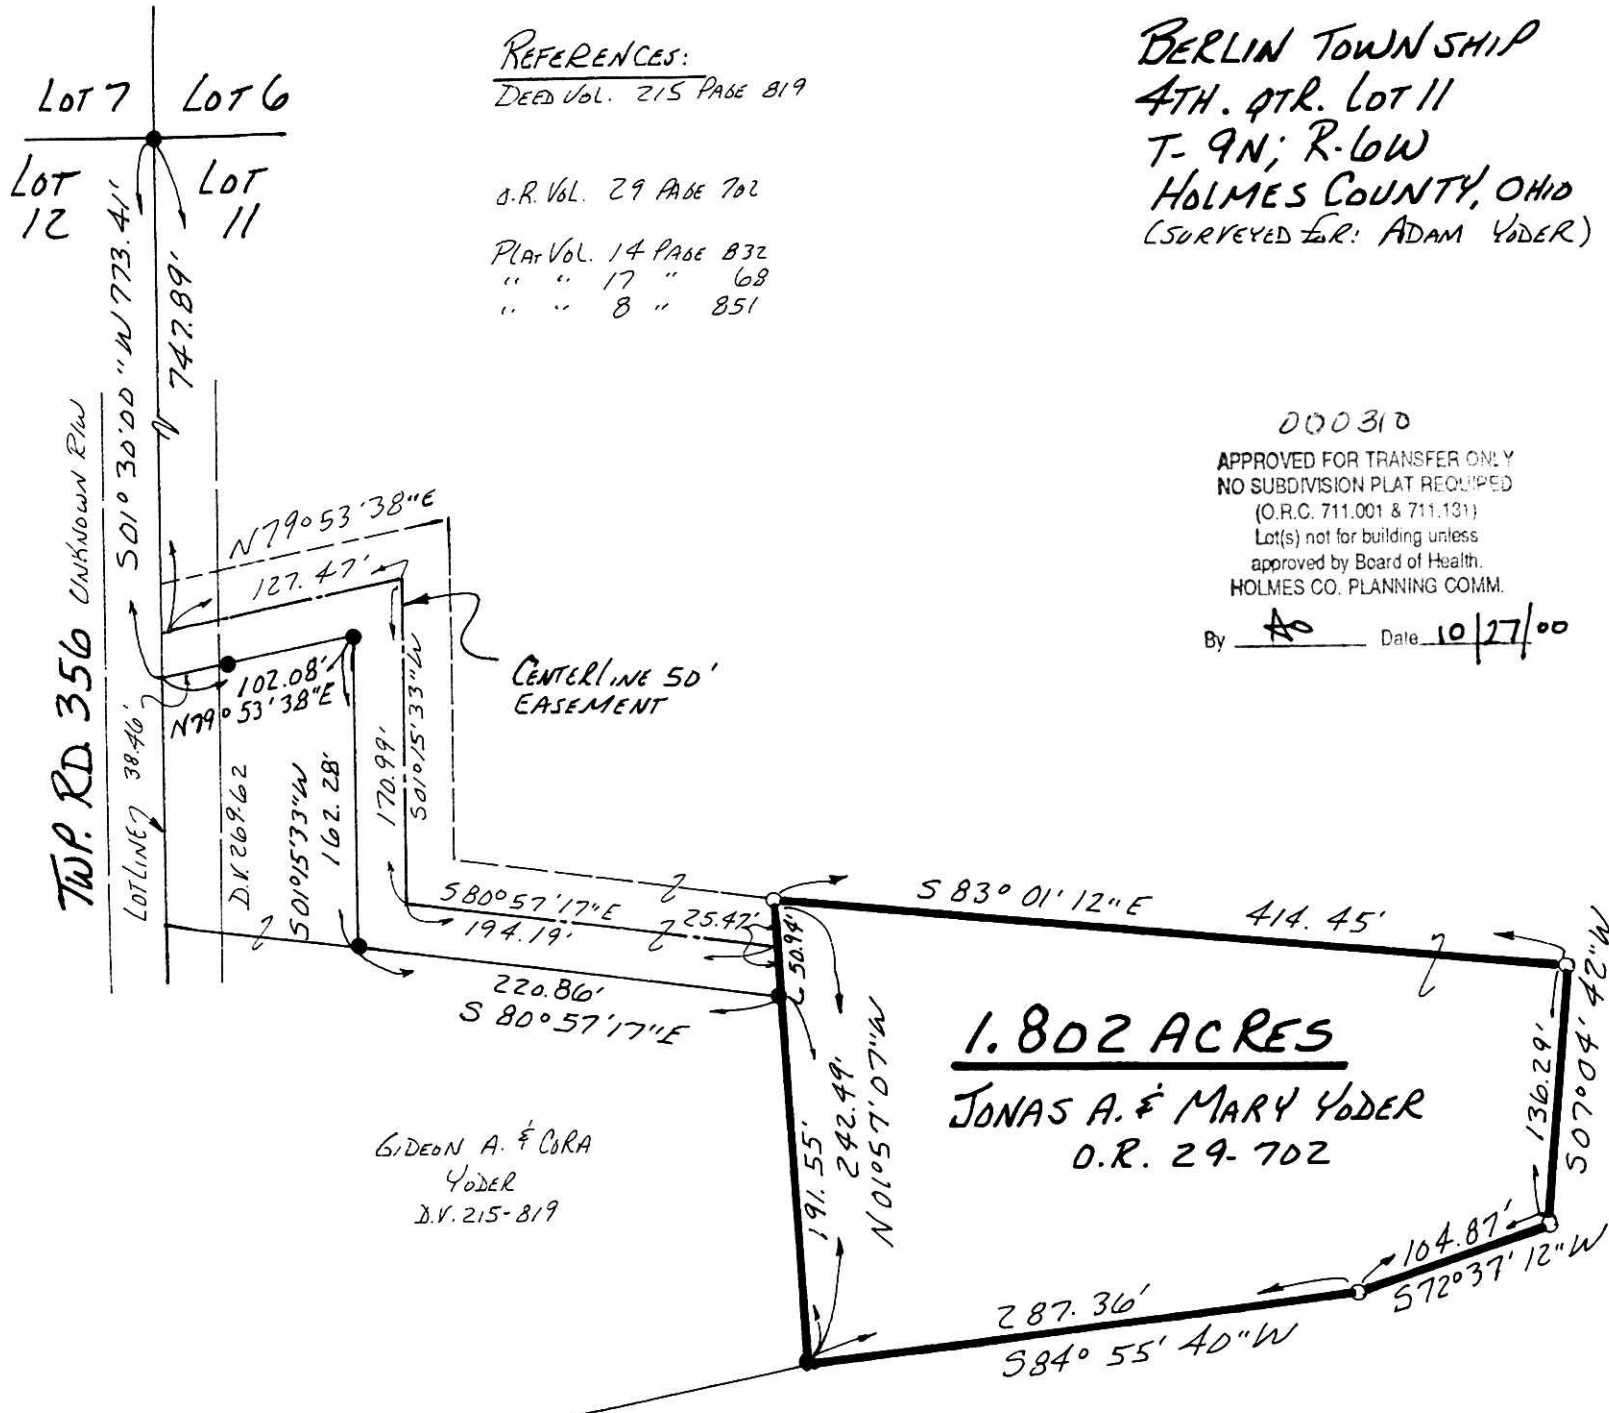 LOT 7 LOT 6
LOT 12
LOT 11
REFERENCES:
DEED VOL. 215 PAGE 819
O.R. VOL. 29 PAGE 702
PLAT VOL. 14 PAGE 832
" " 17 " 68
" " 8 " 851
BERLIN TOWNSHIP
4TH. QTR. LOT 11
T- 9N; R-6W
HOLMES COUNTY, OHIO
(SURVEYED FOR: ADAM YODER)
000310
APPROVED FOR TRANSFER ONLY
NO SUBDIVISION PLAT REQUIRED
(O.R.C. 711.001 & 711.131)
Lot(s) not for building unless
approved by Board of Health.
HOLMES CO. PLANNING COMM.
By Date 10/27/00
S01°30'00"W 773.41'
747.89'
TWP. RD. 356 UNKNOWN R/W
N79°53'38"E
127.47'
102.08'
N79°53'38"E
CENTERLINE 50'
EASEMENT
LOT LINE 38.46'
D.V. 269-62
S01°15'33"W
162.28'
170.99'
S01°15'33"W
S80°57'17"E
194.19'
25.47'
50.94'
220.86'
S 80°57'17"E
S 83°01'12"E 414.45'
S07°04'42"W
136.29'
1.802 ACRES
JONAS A. & MARY YODER
O.R. 29-702
191.55'
242.49'
N01°57'07"W
GIDEON A. & CORA
YODER
D.V. 215-819
104.87'
S72°37'12"W
287.36'
S84°55'40"W